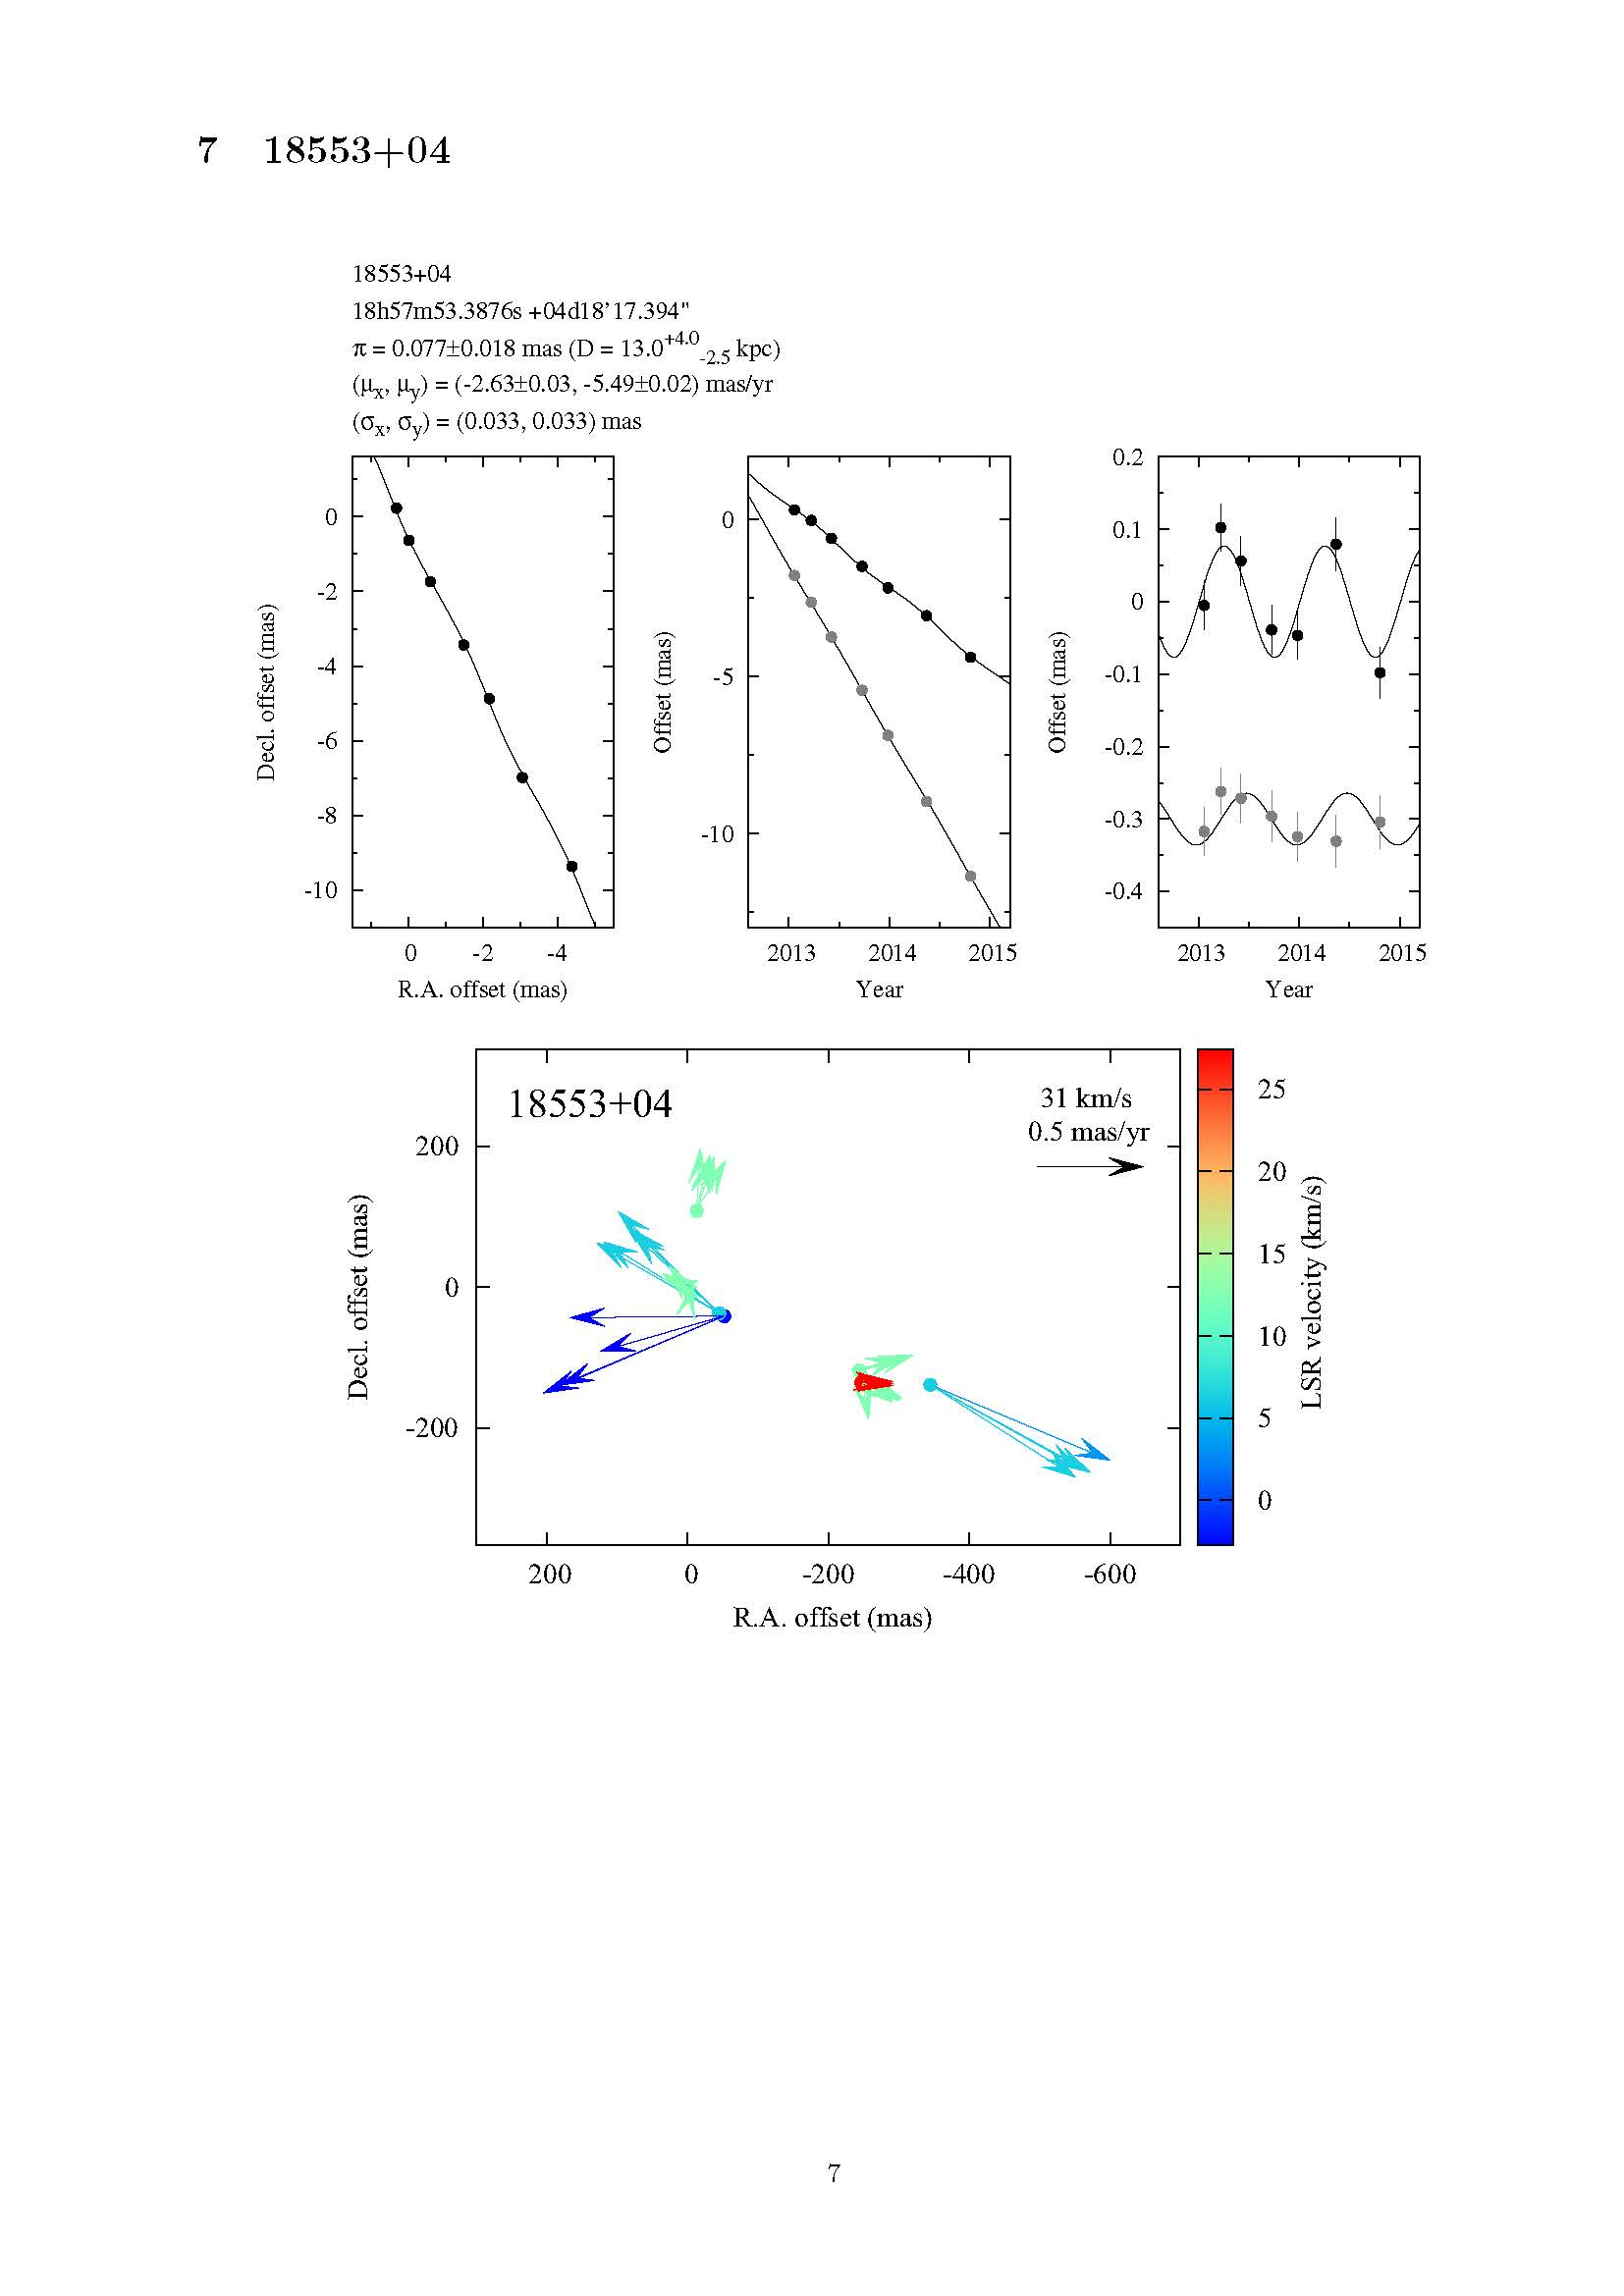 7 18553+04
18553+04
18h57m53.3876s +04d18'17.394"
π = 0.077±0.018 mas (D = 13.0+4.0-2.5 kpc)
(μx, μy) = (-2.63±0.03, -5.49±0.02) mas/yr
(σx, σy) = (0.033, 0.033) mas
Decl. offset (mas)
0
-2
-4
-6
-8
-10
0 -2 -4
R.A. offset (mas)
Offset (mas)
0
-5
-10
2013 2014 2015
Year
Offset (mas)
0.2
0.1
0
-0.1
-0.2
-0.3
-0.4
2013 2014 2015
Year
18553+04
31 km/s
0.5 mas/yr
Decl. offset (mas)
200
0
-200
200 0 -200 -400 -600
R.A. offset (mas)
25
20
15
10
5
0
LSR velocity (km/s)
7